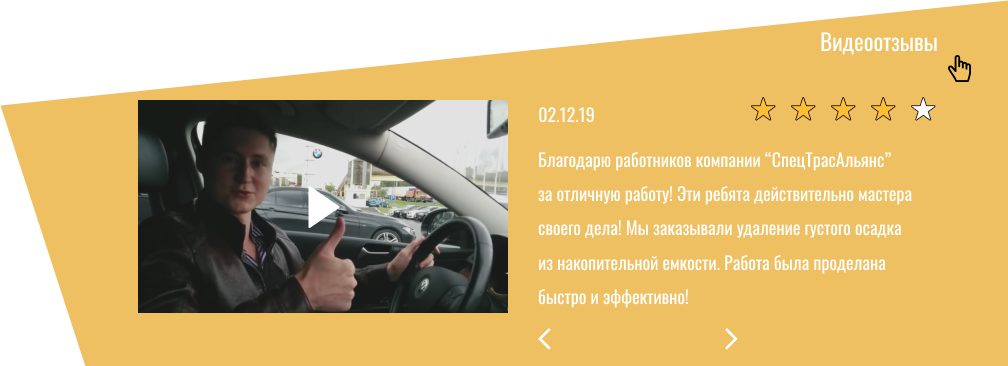 Видеоотзывы
02.12.19
Благодарю работников компании “СпецТрасАльянс”
за отличную работу! Эти ребята действительно мастера
своего дела! Мы заказывали удаление густого осадка
из накопительной емкости. Работа была проделана
быстро и эффективно!